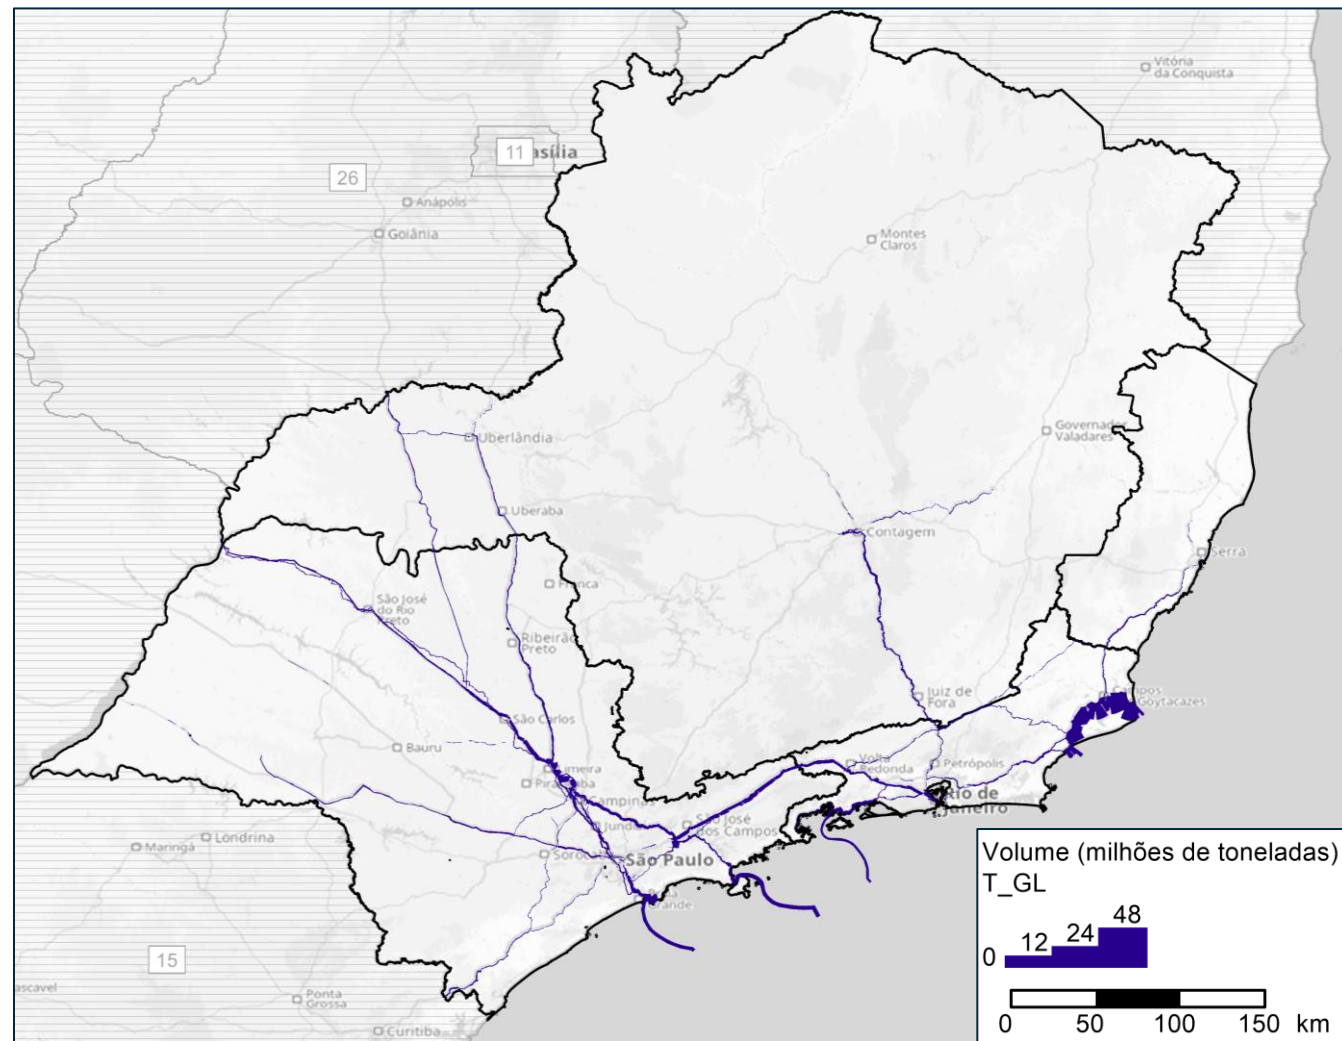 Vitória
da Conquista
11
asília
26
Anápolis
Goiânia
Montes
Claros
Uberlândia
Governador
Valadares
Uberaba
Contagem
Serra
Franca
São José
do Rio
Preto
Ribeirão
Preto
Juiz de
Fora
Campos
Goytacazes
São Carlos
Bauru
Limeira
Piracicaba
Volta
Redonda
Petrópolis
Campinas
Rio de
Janeiro
São José
dos Campos
Londrina
Maringá
São Paulo
15
ascavel
Ponta
Grossa
Curitiba
Volume (milhões de toneladas)
T_GL
0 12 24 48
0 50 100 150 km